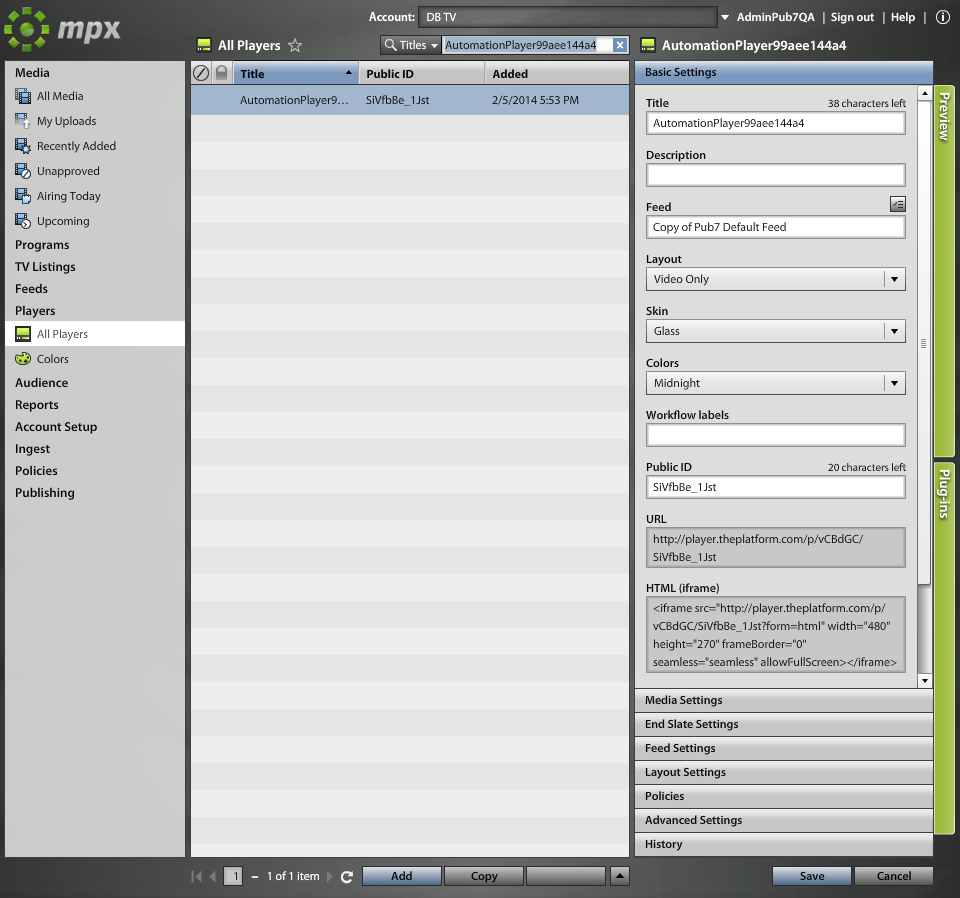 mpx
Account: DB TV AdminPub7QA | Sign out | Help |
All Players
Titles
AutomationPlayer99aee144a4
AutomationPlayer99aee144a4
Media
All Media
My Uploads
Recently Added
Unapproved
Airing Today
Upcoming
Programs
TV Listings
Feeds
Players
All Players
Colors
Audience
Reports
Account Setup
Ingest
Policies
Publishing
Title Public ID Added
AutomationPlayer9... SiVfbBe_1Jst 2/5/2014 5:53 PM
Basic Settings
Title 38 characters left
AutomationPlayer99aee144a4
Description
Feed
Copy of Pub7 Default Feed
Layout
Video Only
Skin
Glass
Colors
Midnight
Workflow labels
Public ID 20 characters left
SiVfbBe_1Jst
URL
http://player.theplatform.com/p/vCBdGC/
SiVfbBe_1Jst
HTML (iframe)
<iframe src="http://player.theplatform.com/p/
vCBdGC/SiVfbBe_1Jst?form=html" width="480"
height="270" frameBorder="0"
seamless="seamless" allowFullScreen></iframe>
Media Settings
End Slate Settings
Feed Settings
Layout Settings
Policies
Advanced Settings
History
Preview
Plug-ins
1 – 1 of 1 item
Add
Copy
Save
Cancel